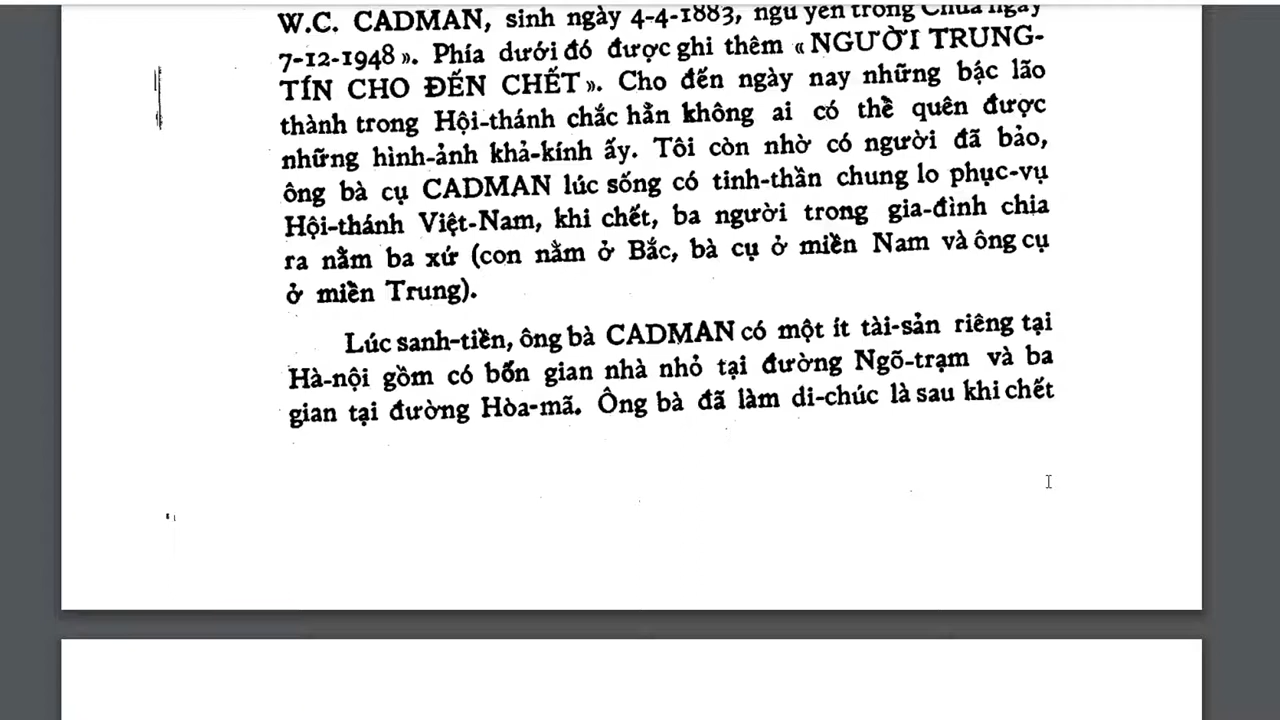 W.C. CADMAN, sinh ngày 4-4-1883, ngủ yên trong Chúa ngày
7-12-1948 ». Phía dưới đó được ghi thêm « NGƯỜI TRUNG-
TÍN CHO ĐẾN CHẾT ». Cho đến ngày nay những bậc lão
thành trong Hội-thánh chắc hẳn không ai có thể quên được
những hình-ảnh khả-kính ấy. Tôi còn nhờ có người đã bảo,
ông bà cụ CADMAN lúc sống có tinh-thần chung lo phục-vụ
Hội-thánh Việt-Nam, khi chết, ba người trong gia-đình chia
ra nằm ba xứ (con nằm ở Bắc, bà cụ ở miền Nam và ông cụ
ở miền Trung).
Lúc sanh-tiền, ông bà CADMAN có một ít tài-sản riêng tại
Hà-nội gồm có bốn gian nhà nhỏ tại đường Ngõ-trạm và ba
gian tại đường Hòa-mã. Ông bà đã làm di-chúc là sau khi chết